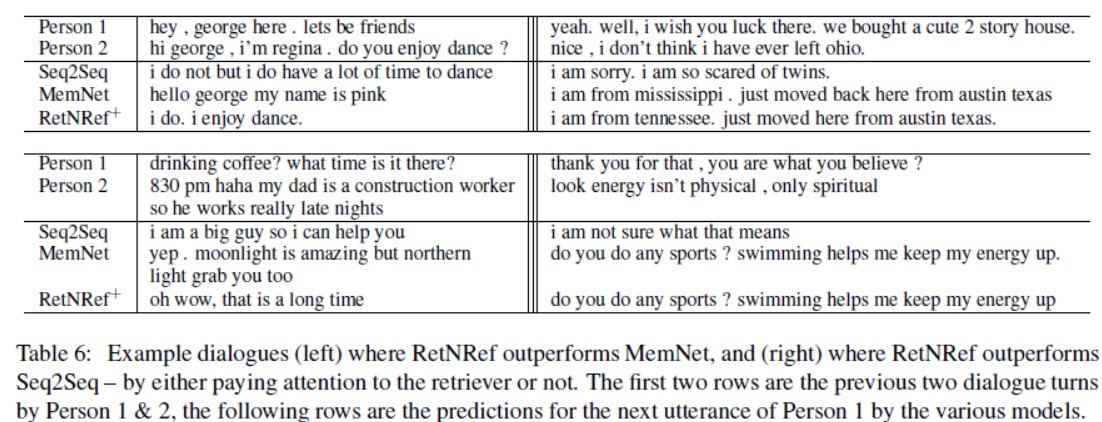 Person 1 hey , george here . lets be friends yeah. well, i wish you luck there. we bought a cute 2 story house.
Person 2 hi george , i'm regina . do you enjoy dance ? nice , i don't think i have ever left ohio.
Seq2Seq i do not but i do have a lot of time to dance i am sorry. i am so scared of twins.
MemNet hello george my name is pink i am from mississippi . just moved back here from austin texas
RetNRef+ i do. i enjoy dance. i am from tennessee. just moved here from austin texas.
Person 1 drinking coffee? what time is it there? thank you for that , you are what you believe ?
Person 2 830 pm haha my dad is a construction worker look energy isn't physical , only spiritual
so he works really late nights
Seq2Seq i am a big guy so i can help you i am not sure what that means
MemNet yep . moonlight is amazing but northern do you do any sports ? swimming helps me keep my energy up.
light grab you too
RetNRef+ oh wow, that is a long time do you do any sports ? swimming helps me keep my energy up
Table 6: Example dialogues (left) where RetNRef outperforms MemNet, and (right) where RetNRef outperforms
Seq2Seq – by either paying attention to the retriever or not. The first two rows are the previous two dialogue turns
by Person 1 & 2, the following rows are the predictions for the next utterance of Person 1 by the various models.